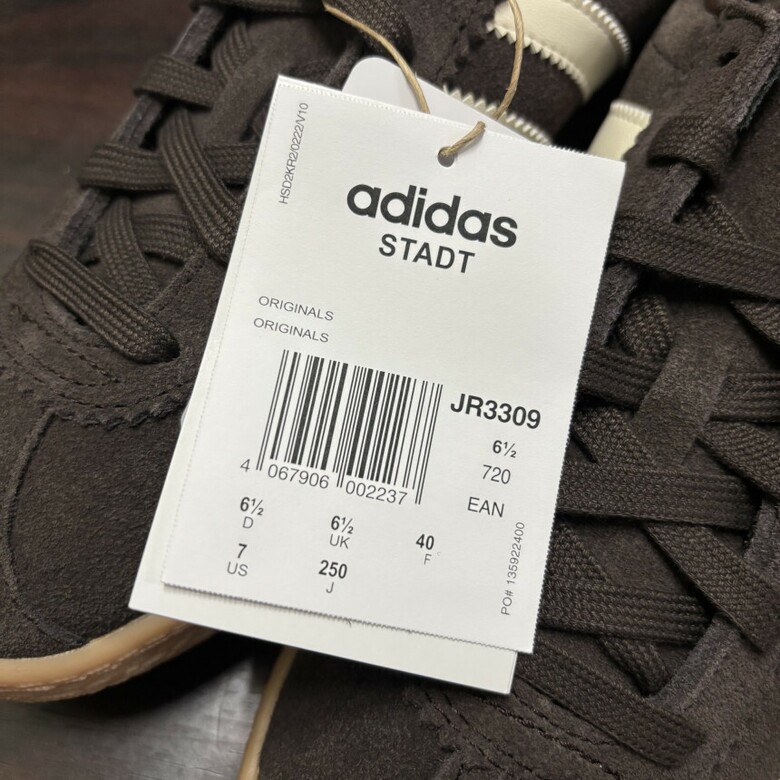 HSD2KR2/0222/V10
adidas
STADT
ORIGINALS
ORIGINALS
JR3309
6½
720
EAN
4 067906 002237
6½
D
6½
UK
40
F
7
US
250
J
PO# 135922400